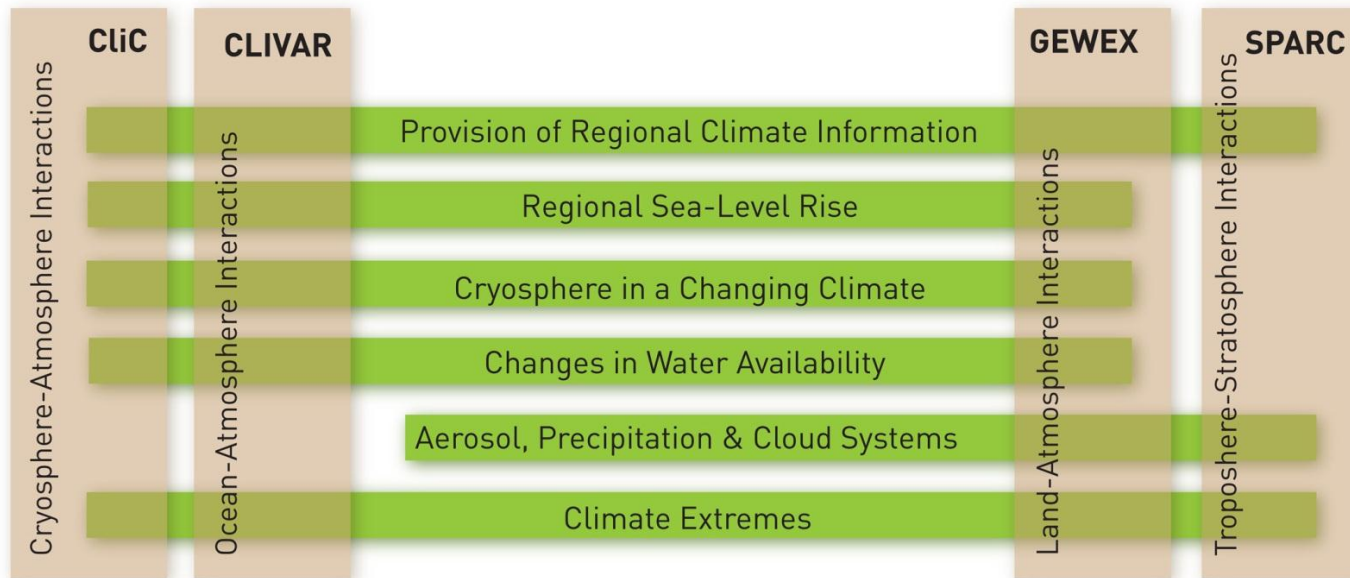 CliC
CLIVAR
GEWEX
SPARC
Cryosphere-Atmosphere Interactions
Ocean-Atmosphere Interactions
Land-Atmosphere Interactions
Troposhere-Stratosphere Interactions
Provision of Regional Climate Information
Regional Sea-Level Rise
Cryosphere in a Changing Climate
Changes in Water Availability
Aerosol, Precipitation & Cloud Systems
Climate Extremes